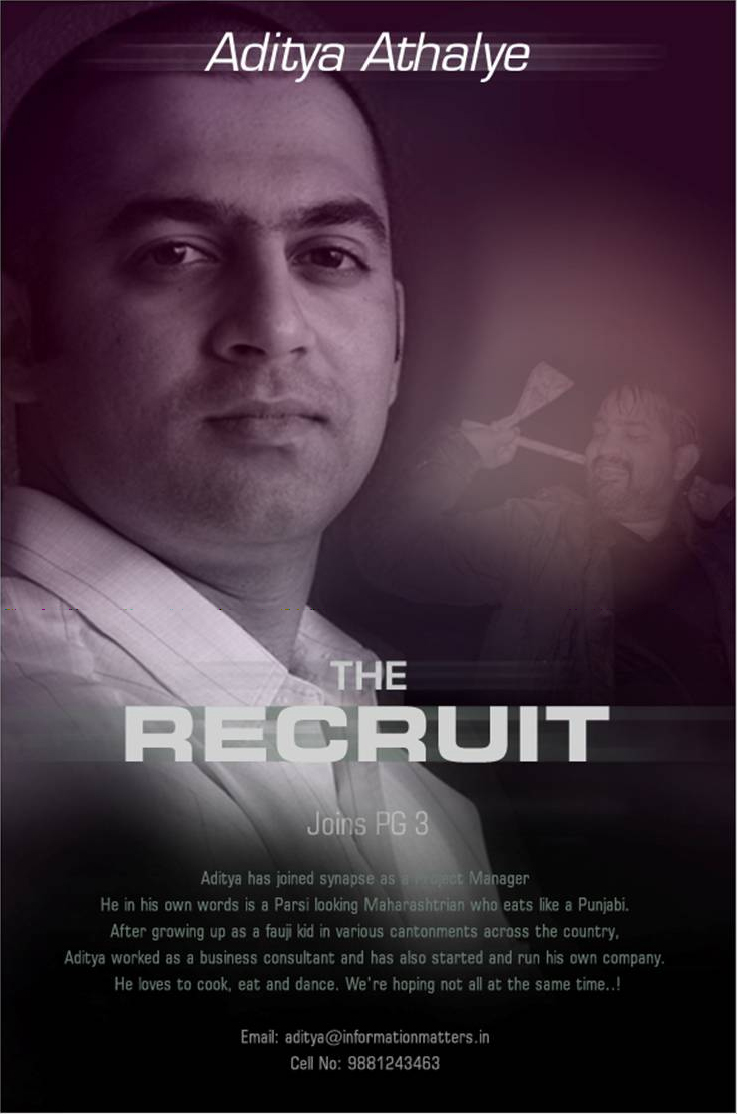 Aditya Athalye
THE
RECRUIT
Joins PG 3
Aditya has joined synapse as a Project Manager
He in his own words is a Parsi looking Maharashtrian who eats like a Punjabi.
After growing up as a fauji kid in various cantonments across the country,
Aditya worked as a business consultant and has also started and run his own company.
He loves to cook, eat and dance. We"re hoping not all at the same time..!
Email: aditya@informationmatters.in
Cell No: 9881243463